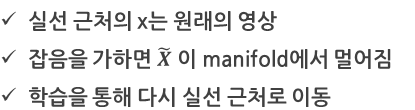 ✓ 실선 근처의 x는 원래의 영상
✓ 잡음을 가하면 X̃ 이 manifold에서 멀어짐
✓ 학습을 통해 다시 실선 근처로 이동